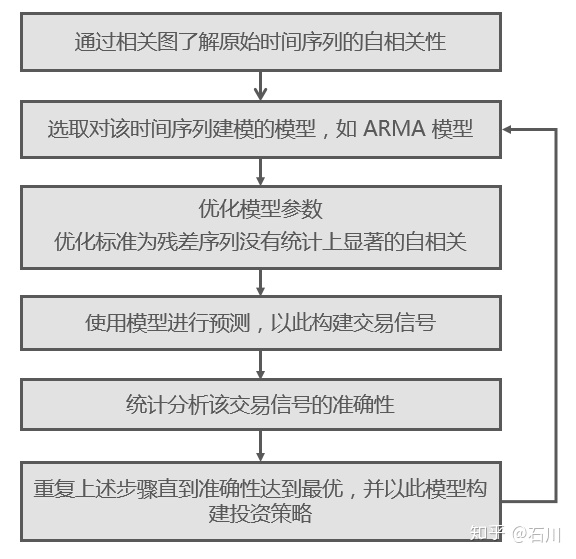 通过相关图了解原始时间序列的自相关性
选取对该时间序列建模的模型，如 ARMA 模型
优化模型参数
优化标准为残差序列没有统计上显著的自相关
使用模型进行预测，以此构建交易信号
统计分析该交易信号的准确性
重复上述步骤直到准确性达到最优，并以此模型构
建投资策略
知乎 @石川